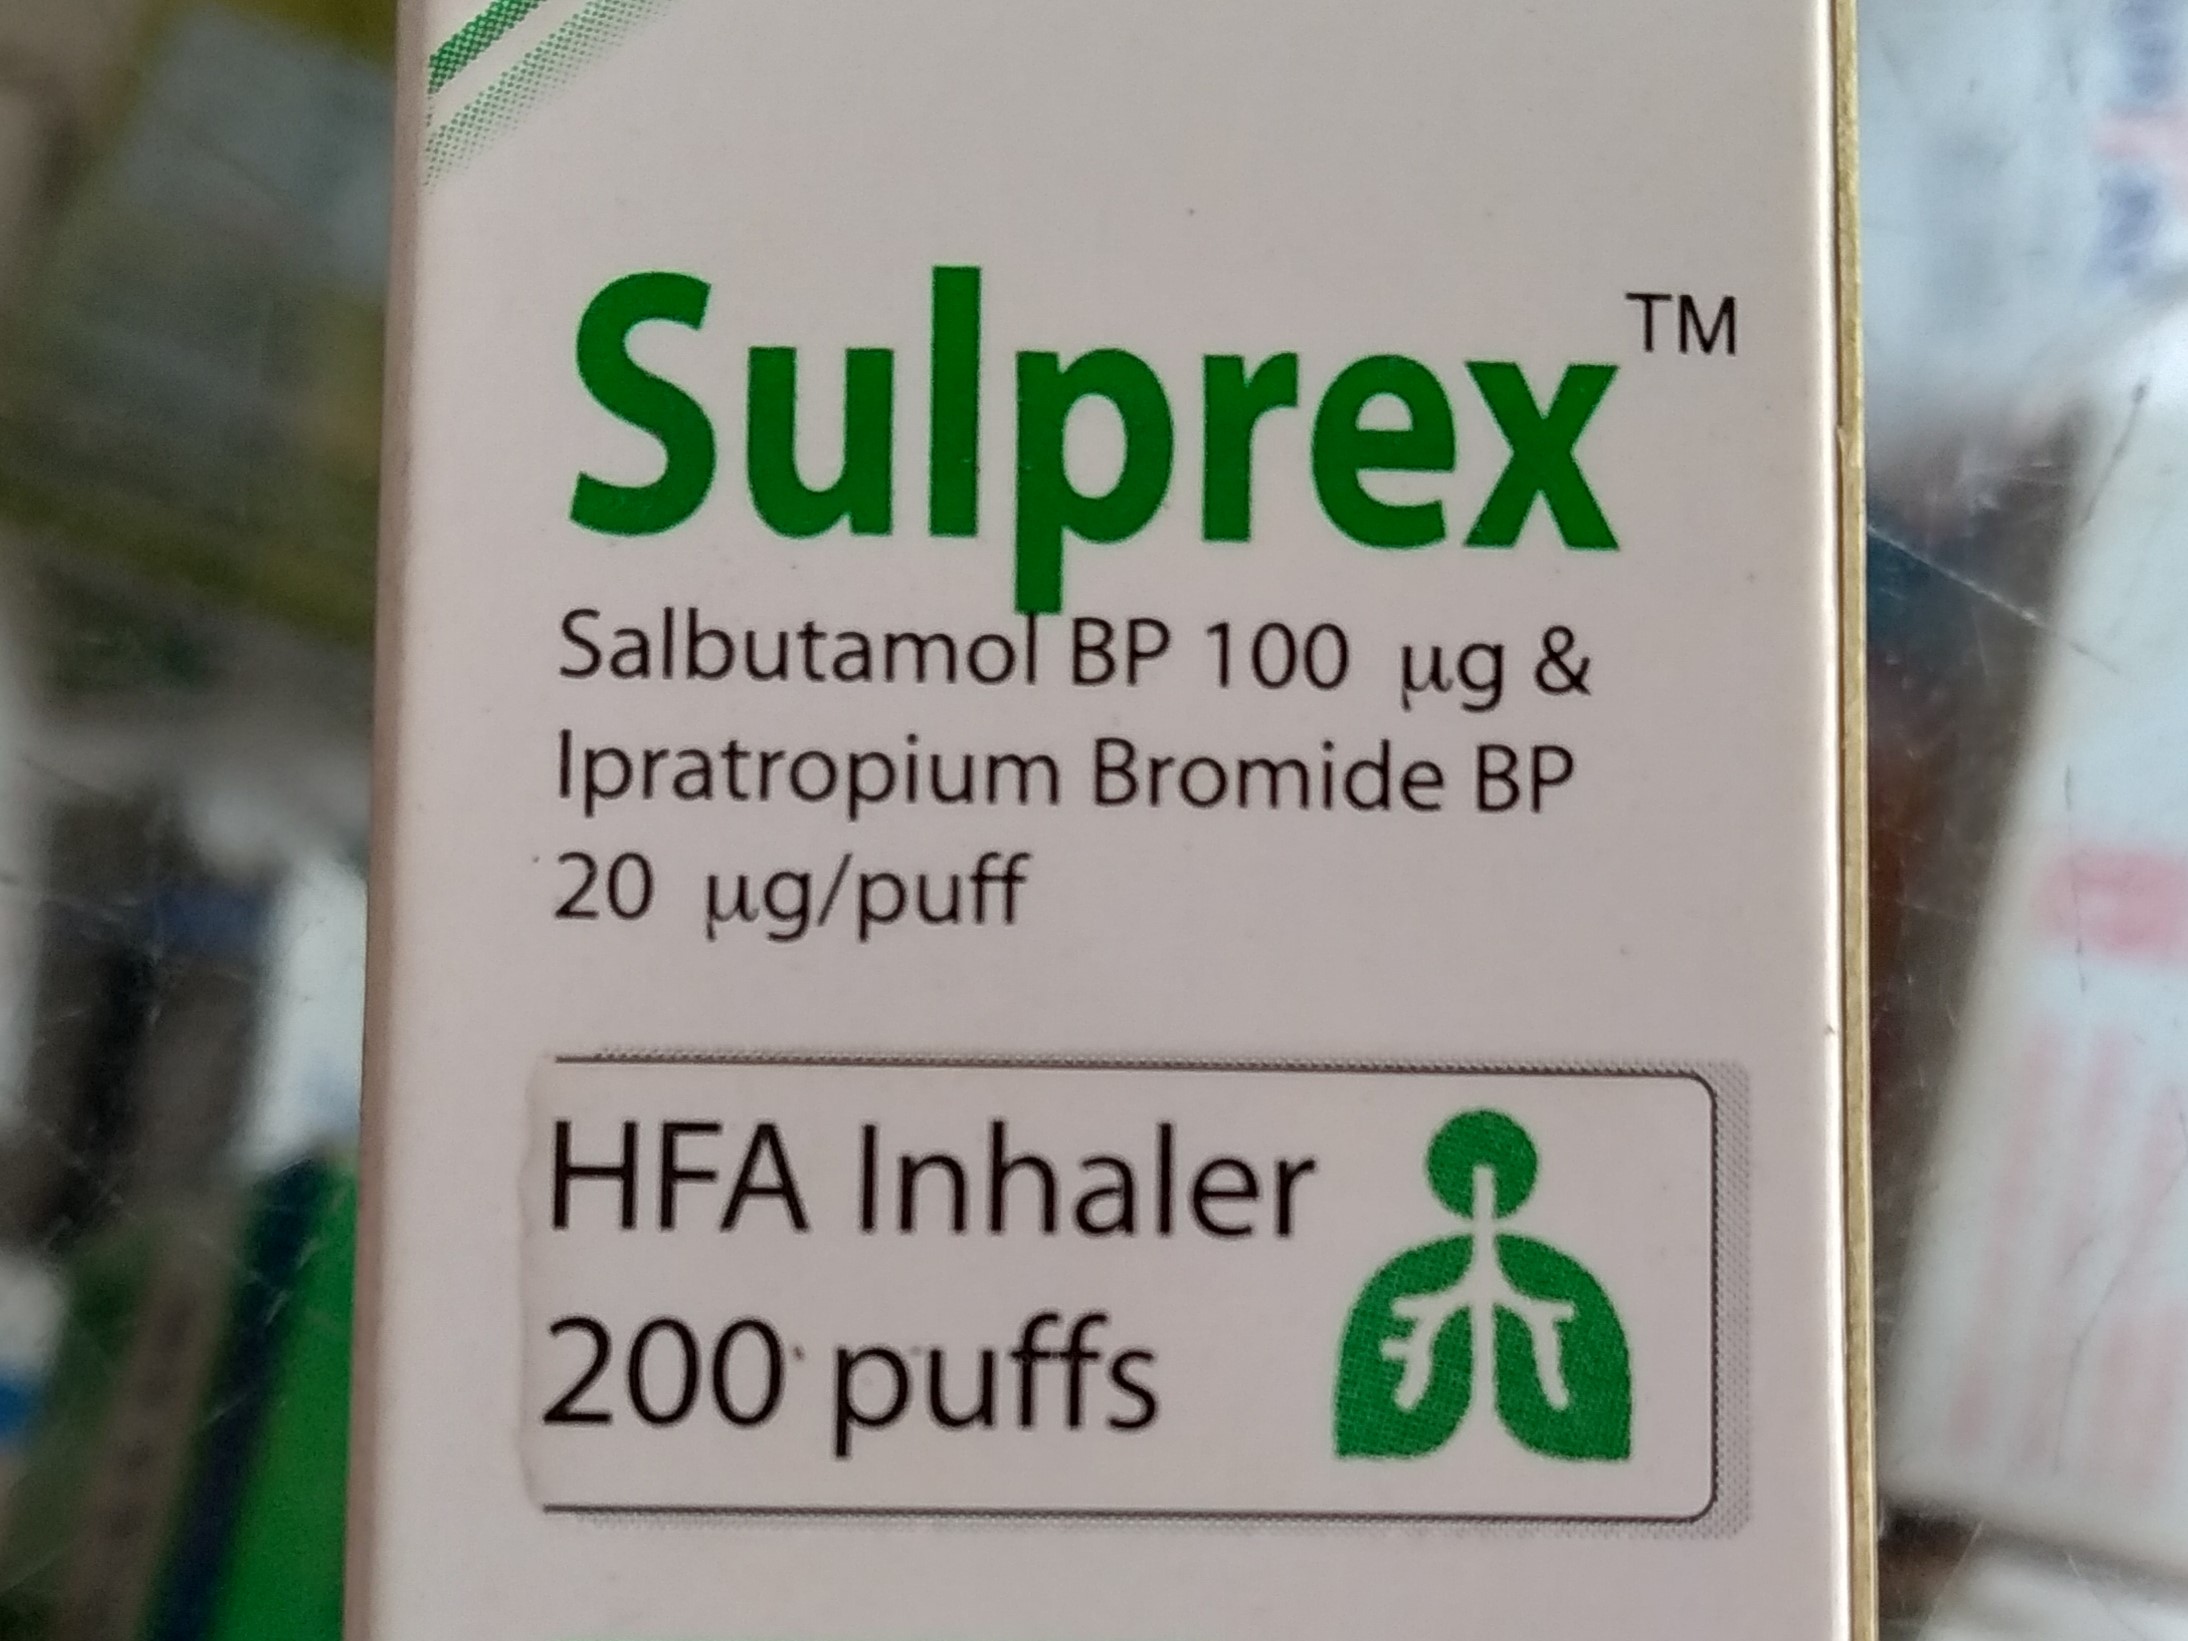 Sulprex™
Salbutamol BP 100 µg &
Ipratropium Bromide BP
20 µg/puff
HFA Inhaler
200 puffs